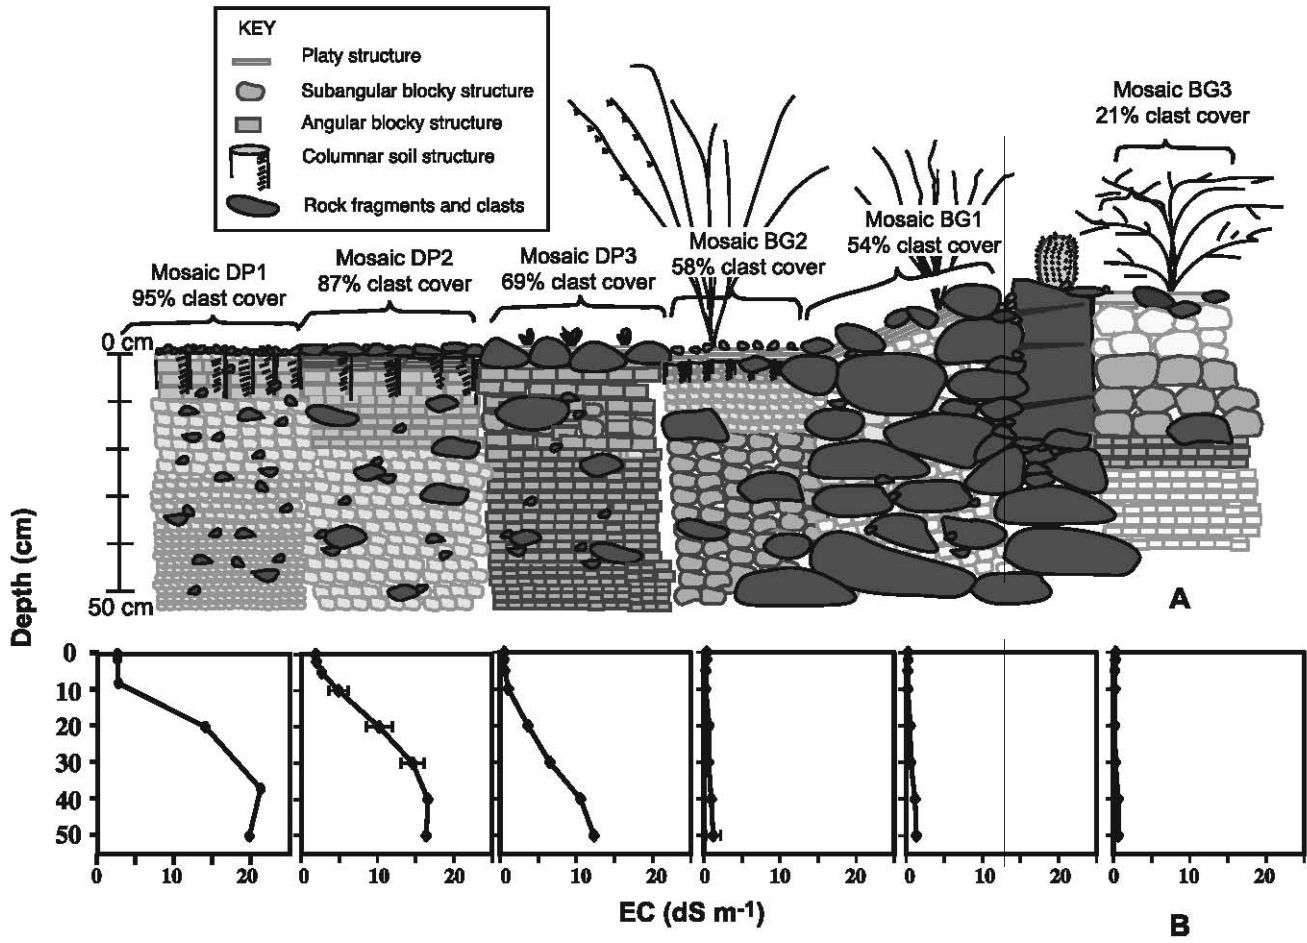 KEY
Platy structure
Subangular blocky structure
Angular blocky structure
Columnar soil structure
Rock fragments and clasts
Mosaic DP1
95% clast cover
Mosaic DP2
87% clast cover
Mosaic DP3
69% clast cover
Mosaic BG2
58% clast cover
Mosaic BG1
54% clast cover
Mosaic BG3
21% clast cover
0 cm
50 cm
Depth (cm)
A
0
10
20
30
40
50
0 10 20
0 10 20
0 10 20
0 10 20
0 10 20
0 10 20
EC (dS m-1)
B